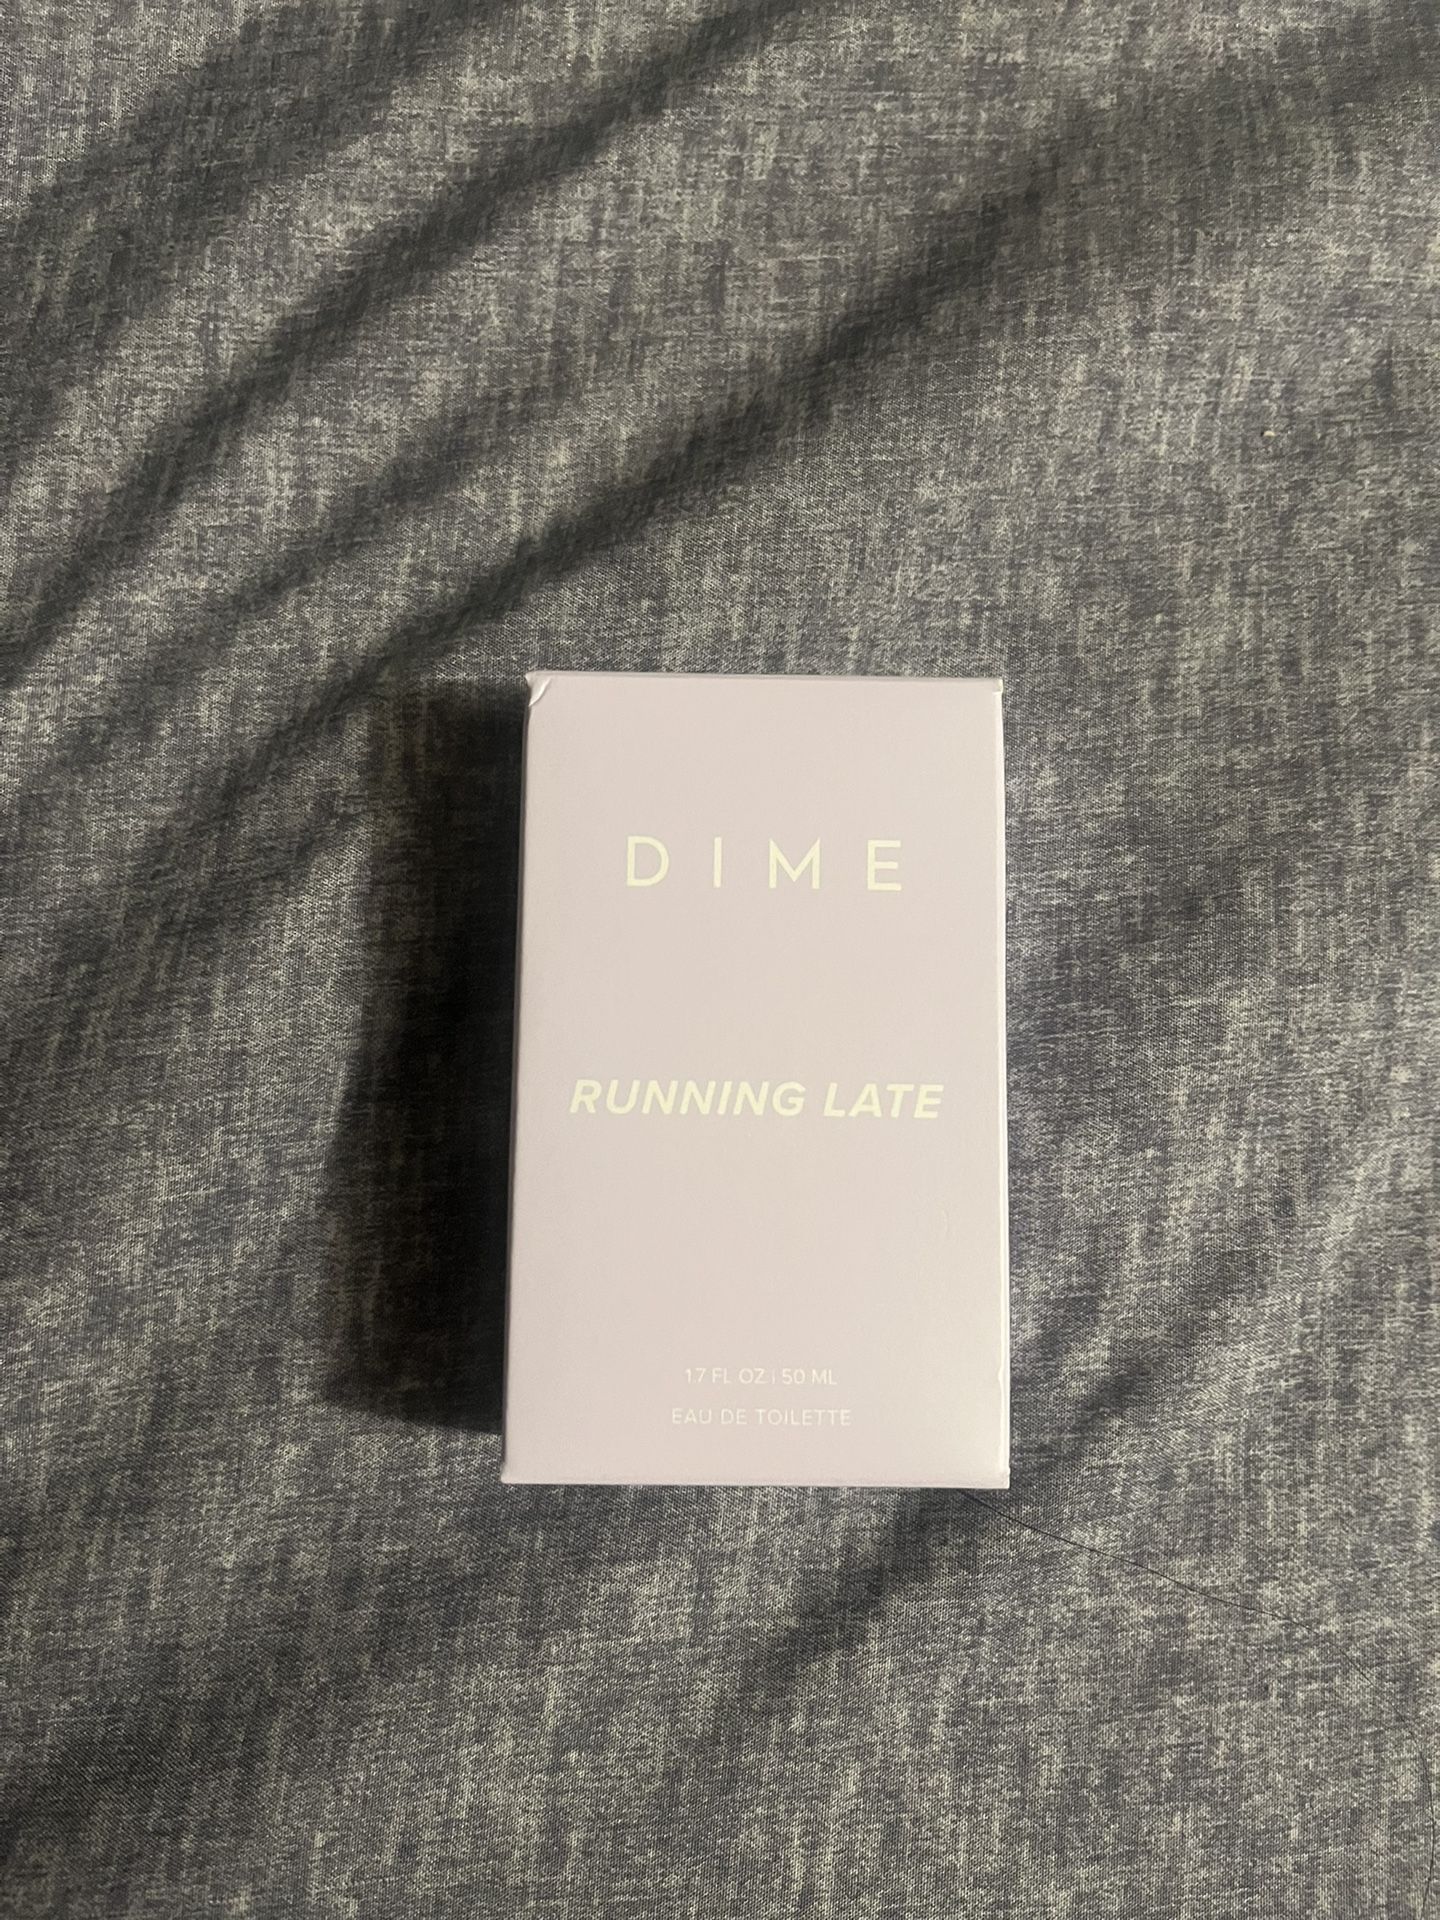 DIME
RUNNING LATE
1.7 FL OZ | 50 ML
EAU DE TOILETTE